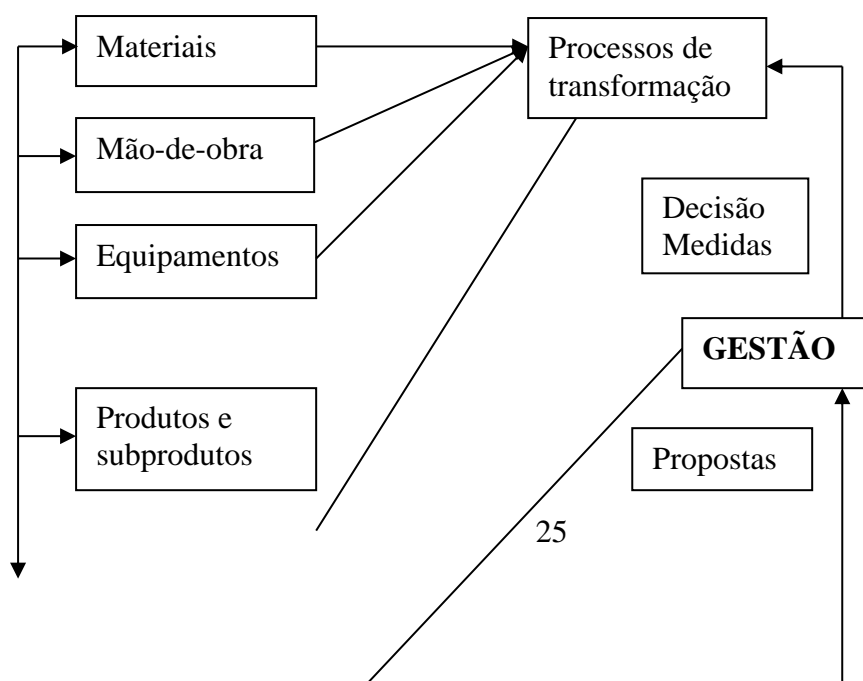 Materiais
Processos de
transformação
Mão-de-obra
Decisão
Medidas
Equipamentos
GESTÃO
Produtos e
subprodutos
Propostas
25